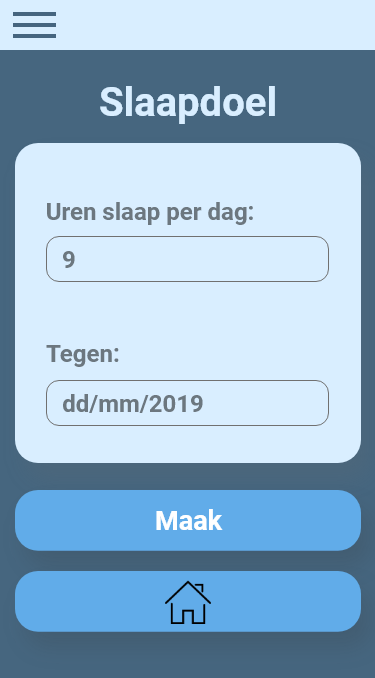 Slaapdoel
Uren slaap per dag:
9
Tegen:
dd/mm/2019
Maak